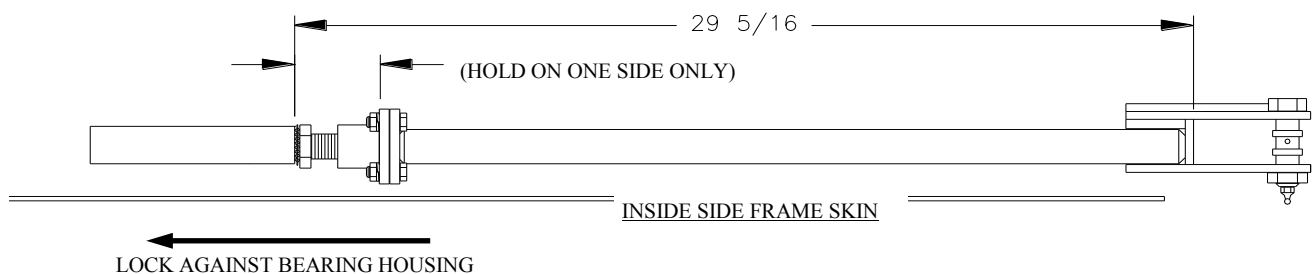 29 5/16
(HOLD ON ONE SIDE ONLY)
INSIDE SIDE FRAME SKIN
LOCK AGAINST BEARING HOUSING